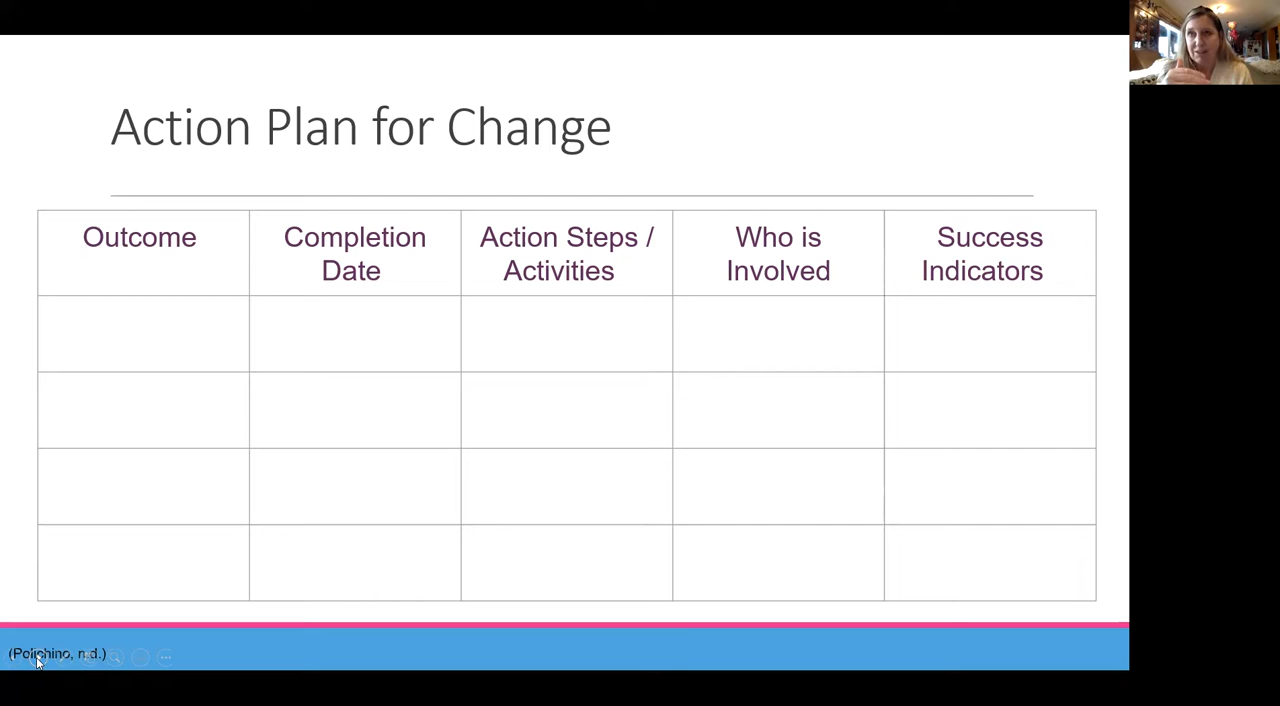 Action Plan for Change
Outcome
Completion
Date
Action Steps /
Activities
Who is
Involved
Success
Indicators
(Polichino, n.d.)